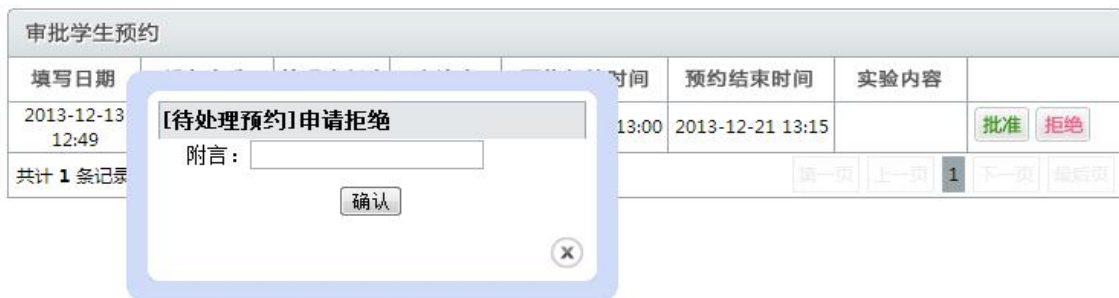 审批学生预约
填写日期 时间 预约结束时间 实验内容
2013-12-13 12:49 13:00 2013-12-21 13:15 批准 拒绝
[待处理预约]申请拒绝
附言:
确认
共计 1 条记录 第一页 上一页 1 下一页 最后页